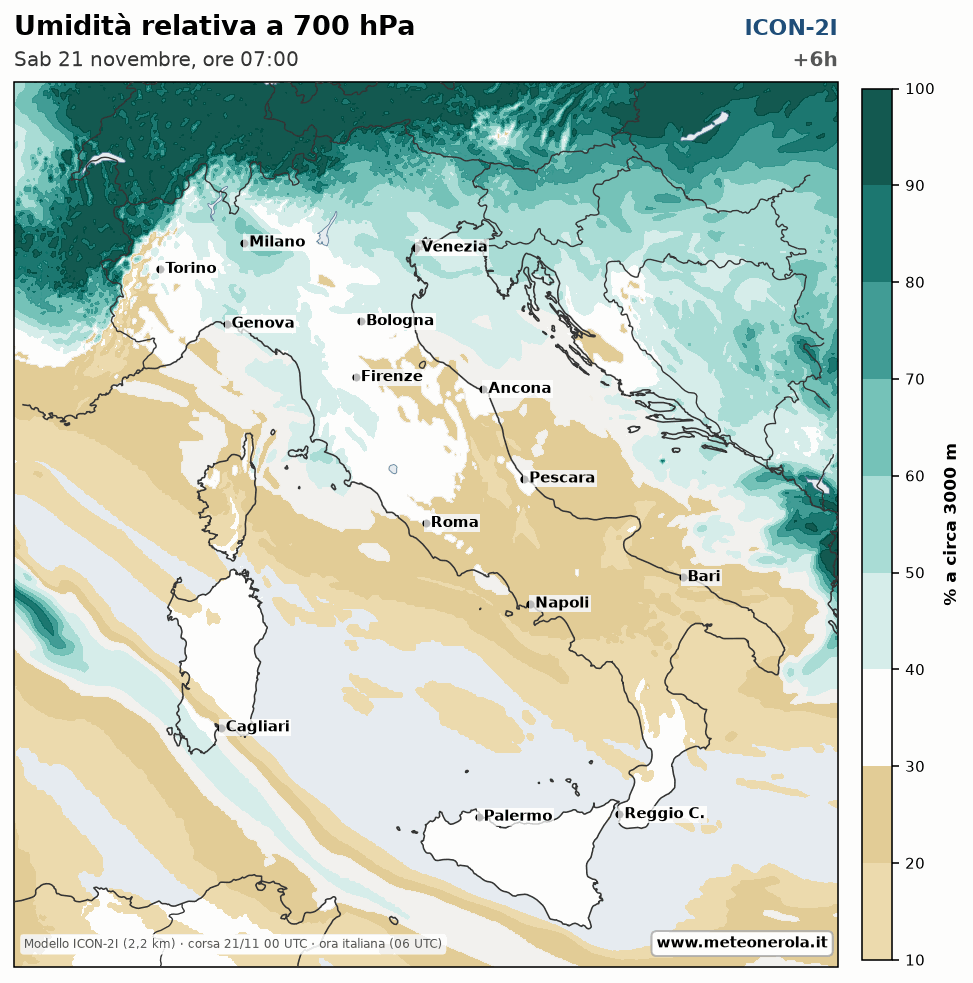 Umidità relativa a 700 hPa
ICON-2I
Sab 21 novembre, ore 07:00
+6h
100
90
80
70
60
50
40
30
20
10
% a circa 3000 m
Milano
Venezia
Torino
Genova
Bologna
Firenze
Ancona
Pescara
Roma
Bari
Napoli
Cagliari
Palermo
Reggio C.
Modello ICON-2I (2,2 km) · corsa 21/11 00 UTC · ora italiana (06 UTC)
www.meteonerola.it